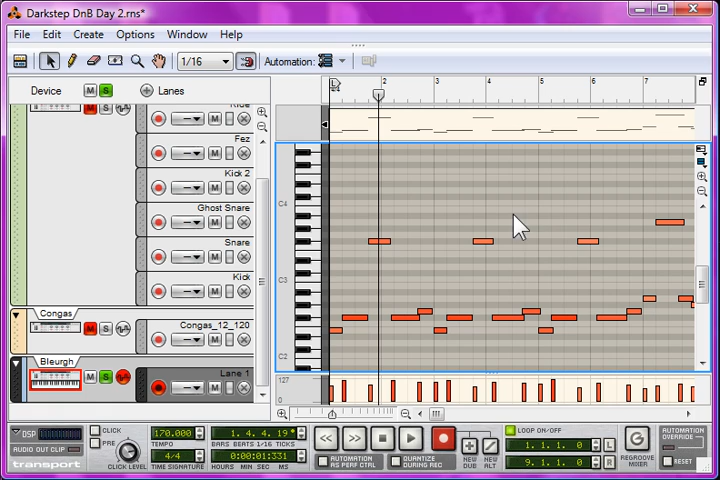 Darkstep DnB Day 2.rns*
File Edit Create Options Window Help
1/16 Automation:
Device M S Lanes
2 3 4 5 6 7
M S
M
Fez
M
Kick 2
M
Ghost Snare
M
Snare
M
Kick
M
C4
C3
C2
Congas
M S
Congas_12_120
M
Bleurgh
M S
Lane 1
M
127
0
DSP
AUDIO OUT CLIP
transport
CLICK
PRE
CLICK LEVEL
170.000
TEMPO
4/4
TIME SIGNATURE
1. 4. 4. 19*
BARS BEATS 1/16 TICKS
0:00:01:331
HOURS MIN SEC MS
AUTOMATION AS PERF CTRL
QUANTIZE DURING REC
NEW DUB
NEW ALT
LOOP ON/OFF
1. 1. 1. 0 L
9. 1. 1. 0 R
REGROOVE MIXER
AUTOMATION OVERRIDE
RESET